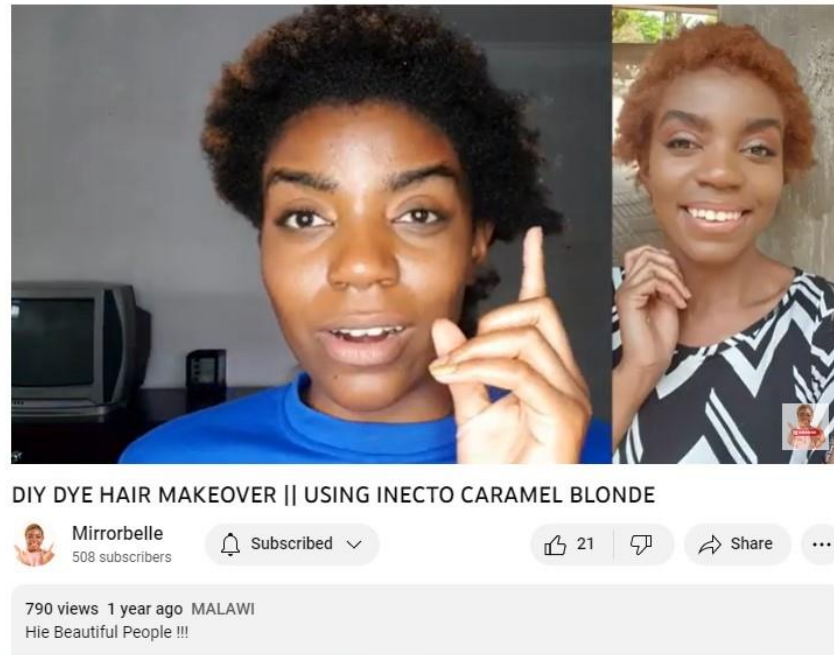 DIY DYE HAIR MAKEOVER || USING INECTO CARAMEL BLONDE
Mirrorbelle
508 subscribers
Subscribed
21
Share
790 views 1 year ago MALAWI
Hie Beautiful People !!!